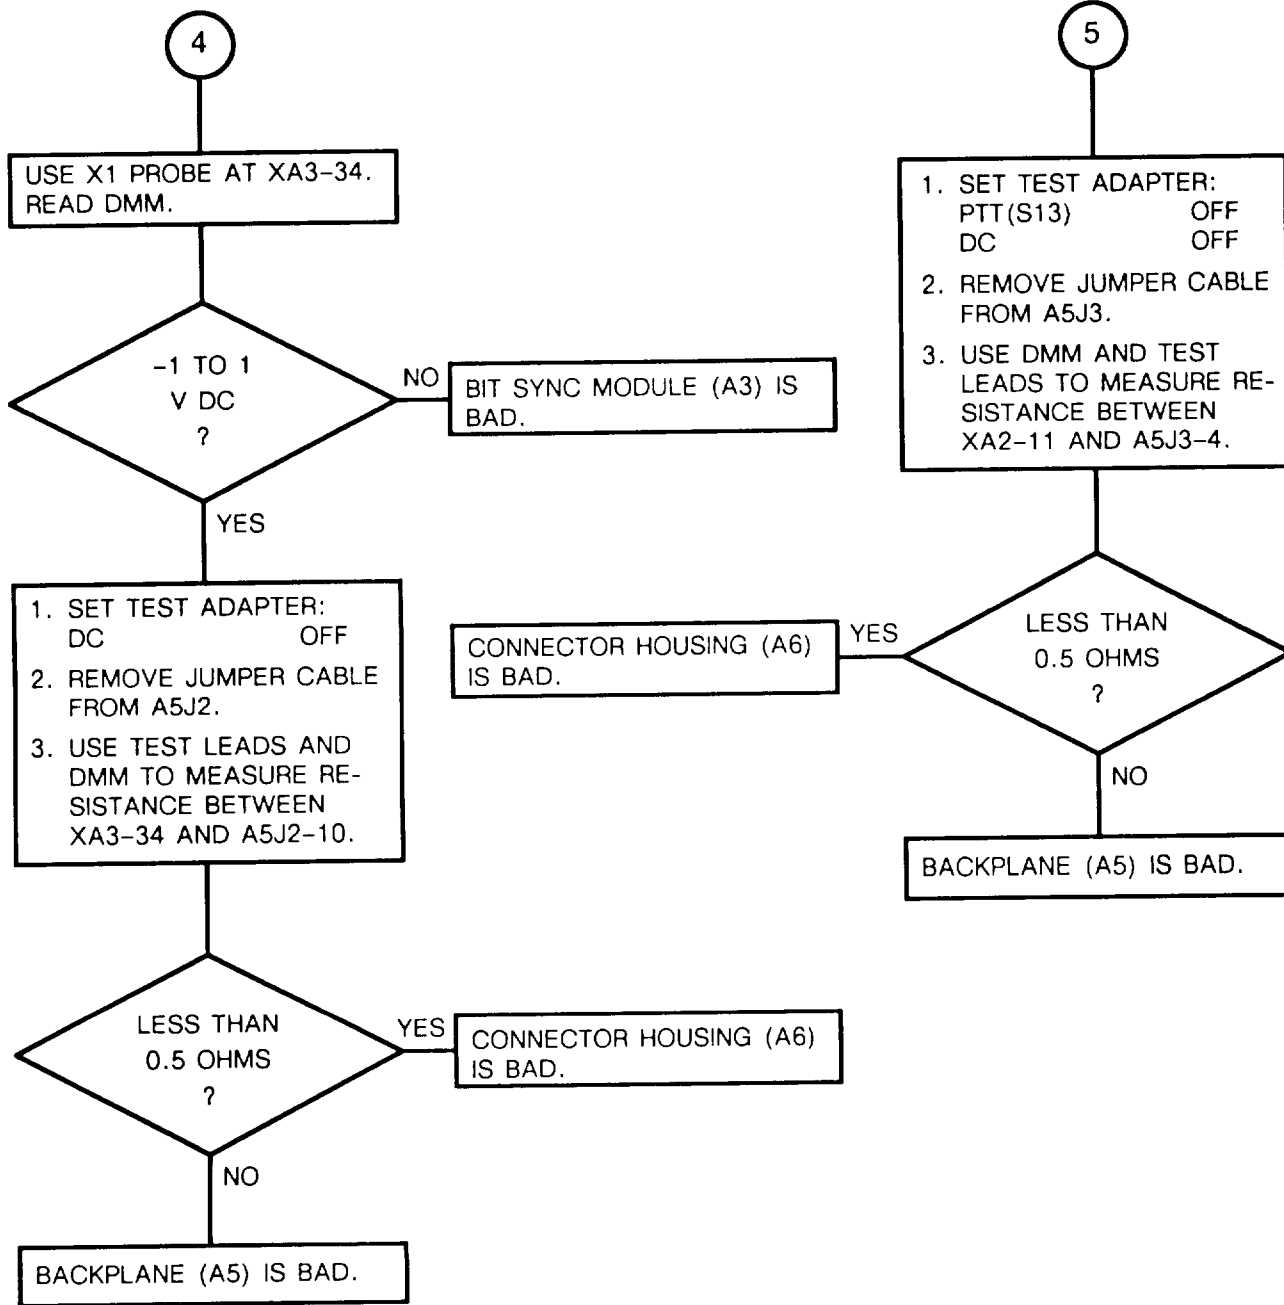 4
USE X1 PROBE AT XA3-34.
READ DMM.
-1 TO 1
V DC
?
NO
BIT SYNC MODULE (A3) IS
BAD.
YES
1. SET TEST ADAPTER:
DC OFF
2. REMOVE JUMPER CABLE
FROM A5J2.
3. USE TEST LEADS AND
DMM TO MEASURE RE-
SISTANCE BETWEEN
XA3-34 AND A5J2-10.
LESS THAN
0.5 OHMS
?
YES
CONNECTOR HOUSING (A6)
IS BAD.
NO
BACKPLANE (A5) IS BAD.
5
1. SET TEST ADAPTER:
PTT(S13) OFF
DC OFF
2. REMOVE JUMPER CABLE
FROM A5J3.
3. USE DMM AND TEST
LEADS TO MEASURE RE-
SISTANCE BETWEEN
XA2-11 AND A5J3-4.
LESS THAN
0.5 OHMS
?
YES
CONNECTOR HOUSING (A6)
IS BAD.
NO
BACKPLANE (A5) IS BAD.